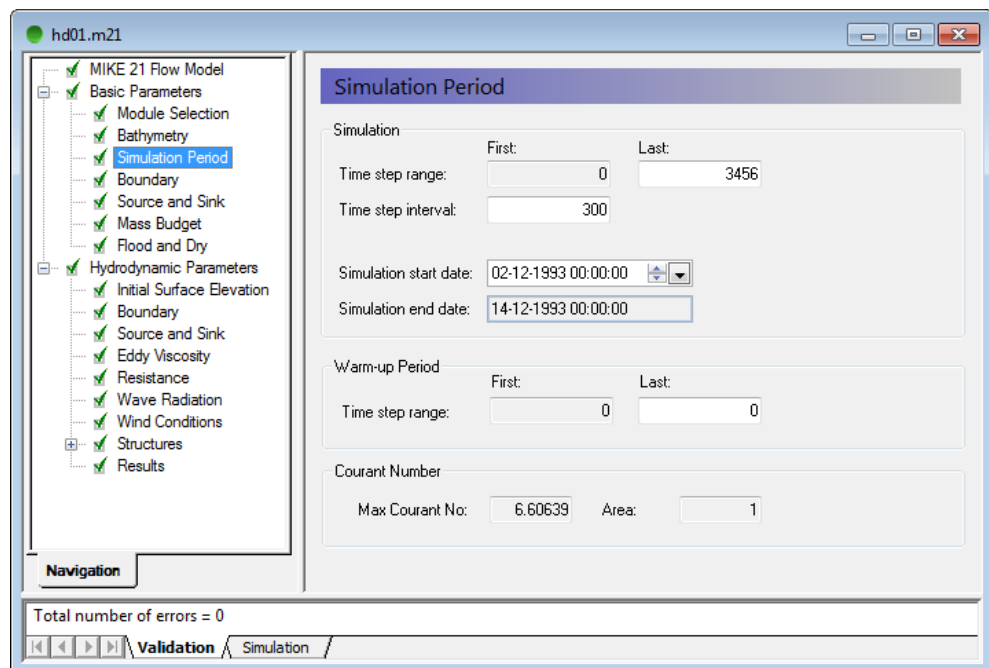 hd01.m21
MIKE 21 Flow Model
Basic Parameters
Module Selection
Bathymetry
Simulation Period
Boundary
Source and Sink
Mass Budget
Flood and Dry
Hydrodynamic Parameters
Initial Surface Elevation
Boundary
Source and Sink
Eddy Viscosity
Resistance
Wave Radiation
Wind Conditions
Structures
Results
Navigation
Simulation Period
Simulation
First: Last:
Time step range: 0 3456
Time step interval: 300
Simulation start date: 02-12-1993 00:00:00
Simulation end date: 14-12-1993 00:00:00
Warm-up Period
First: Last:
Time step range: 0 0
Courant Number
Max Courant No: 6.60639 Area: 1
Total number of errors = 0
Validation Simulation